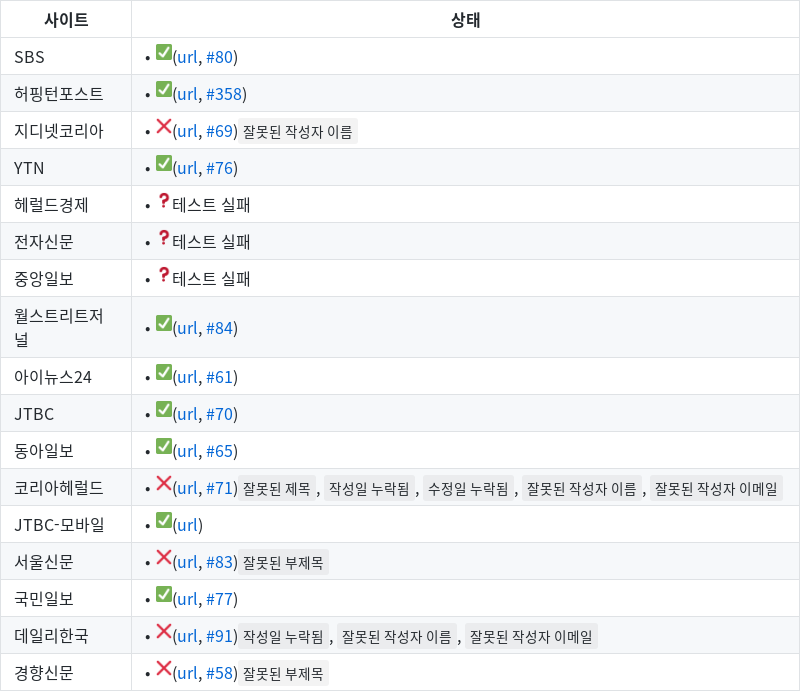 사이트 상태
SBS • ✅(url, #80)
허핑턴포스트 • ✅(url, #358)
지디넷코리아 • ❌(url, #69) 잘못된 작성자 이름
YTN • ✅(url, #76)
헤럴드경제 • ❓테스트 실패
전자신문 • ❓테스트 실패
중앙일보 • ❓테스트 실패
월스트리트저
널 • ✅(url, #84)
아이뉴스24 • ✅(url, #61)
JTBC • ✅(url, #70)
동아일보 • ✅(url, #65)
코리아헤럴드 • ❌(url, #71) 잘못된 제목 , 작성일 누락됨 , 수정일 누락됨 , 잘못된 작성자 이름 , 잘못된 작성자 이메일
JTBC-모바일 • ✅(url)
서울신문 • ❌(url, #83) 잘못된 부제목
국민일보 • ✅(url, #77)
데일리한국 • ❌(url, #91) 작성일 누락됨 , 잘못된 작성자 이름 , 잘못된 작성자 이메일
경향신문 • ❌(url, #58) 잘못된 부제목